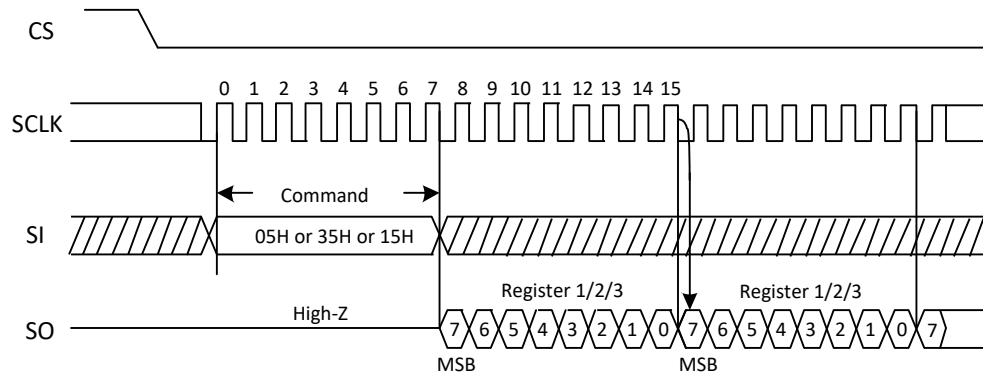 CS
0 1 2 3 4 5 6 7 8 9 10 11 12 13 14 15
SCLK
Command
SI
05H or 35H or 15H
Register 1/2/3 Register 1/2/3
High-Z
SO
7 6 5 4 3 2 1 0 7 6 5 4 3 2 1 0 7
MSB MSB